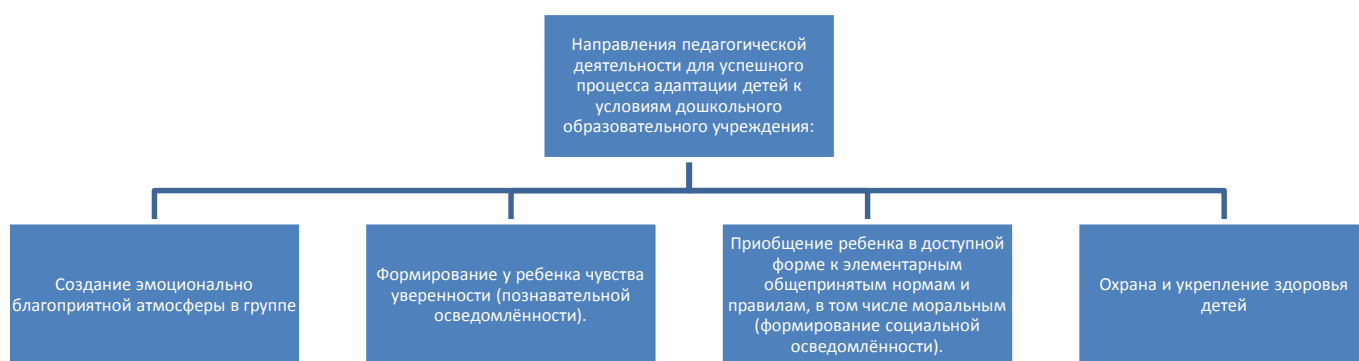 Направления педагогической
деятельности для успешного
процесса адаптации детей к
условиям дошкольного
образовательного учреждения:
Создание эмоционально
благоприятной атмосферы в группе
Формирование у ребенка чувства
уверенности (познавательной
осведомлённости).
Приобщение ребенка в доступной
форме к элементарным
общепринятым нормам и
правилам, в том числе моральным
(формирование социальной
осведомлённости).
Охрана и укрепление здоровья
детей